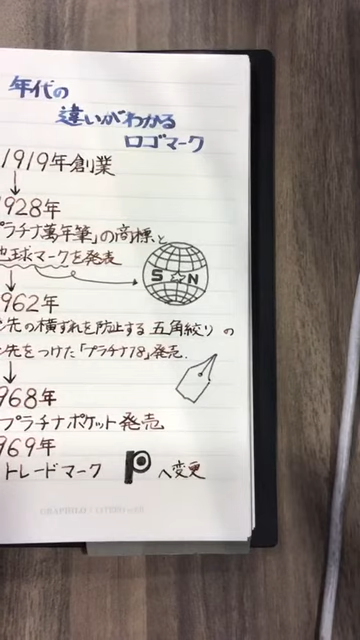 年代の
違いがわかる
ロゴマーク
1919年創業
↓
1928年
プラチナ萬年筆」の商標と
地球マークを発表
S N
↓
1962年
ン先の横ずれを防止する五角絞りの
ン先をつけた「プラチナ18」発売.
↓
1968年
プラチナポケット発売
1969年
トレードマーク P へ変更